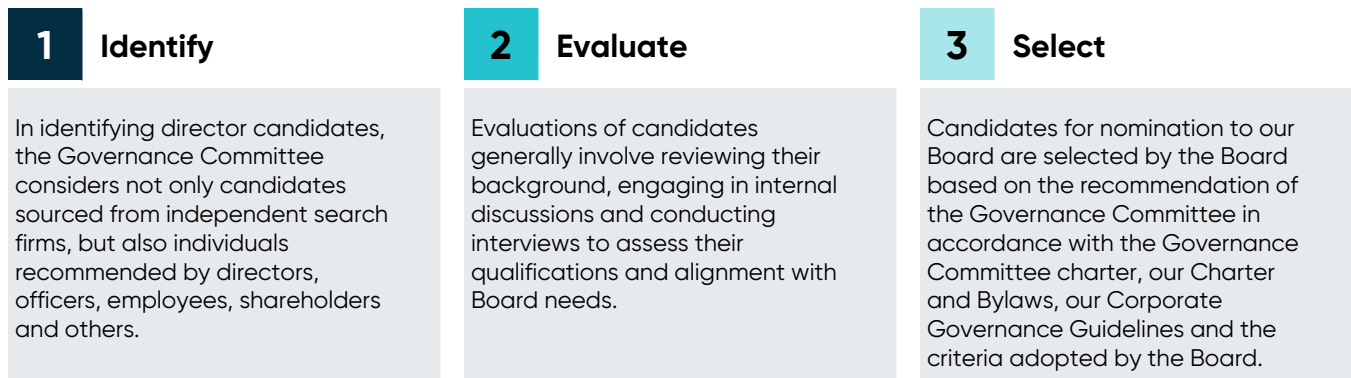 1 Identify
In identifying director candidates,
the Governance Committee
considers not only candidates
sourced from independent search
firms, but also individuals
recommended by directors,
officers, employees, shareholders
and others.
2 Evaluate
Evaluations of candidates
generally involve reviewing their
background, engaging in internal
discussions and conducting
interviews to assess their
qualifications and alignment with
Board needs.
3 Select
Candidates for nomination to our
Board are selected by the Board
based on the recommendation of
the Governance Committee in
accordance with the Governance
Committee charter, our Charter
and Bylaws, our Corporate
Governance Guidelines and the
criteria adopted by the Board.